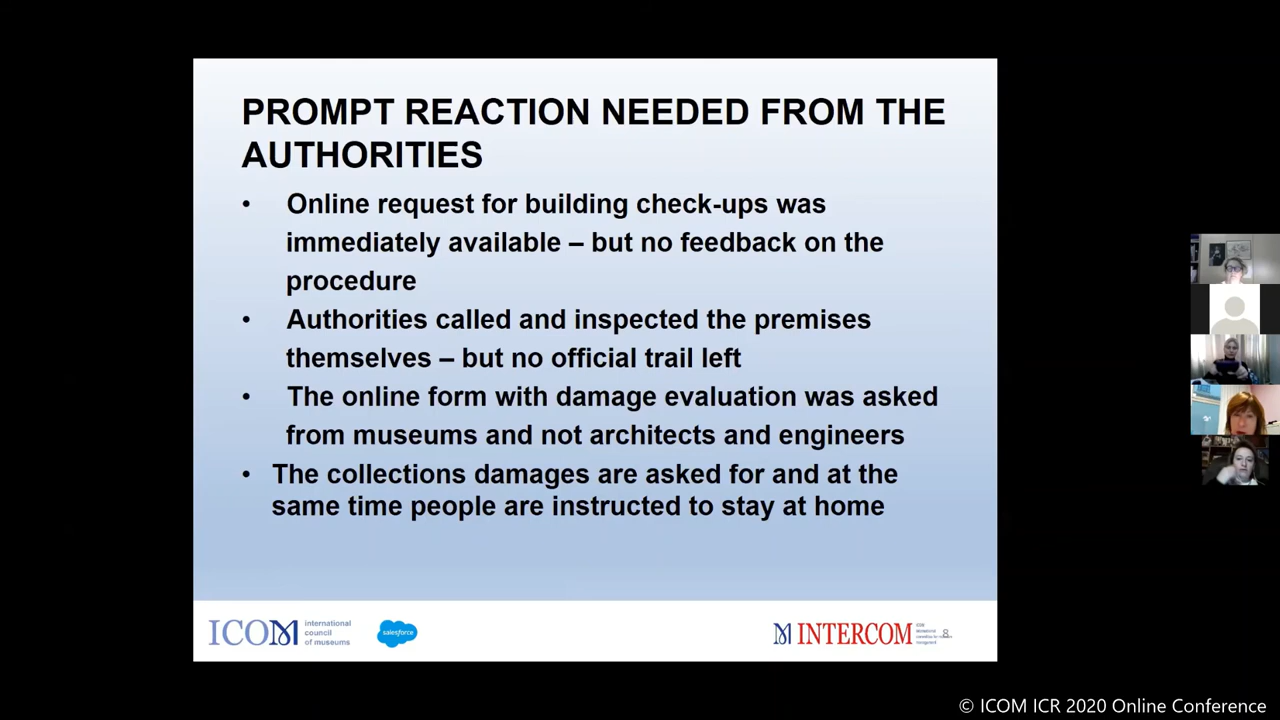 PROMPT REACTION NEEDED FROM THE
AUTHORITIES
• Online request for building check-ups was
immediately available – but no feedback on the
procedure
• Authorities called and inspected the premises
themselves – but no official trail left
• The online form with damage evaluation was asked
from museums and not architects and engineers
• The collections damages are asked for and at the
same time people are instructed to stay at home
ICOM international
council
of museums
salesforce
INTERCOM
8
© ICOM ICR 2020 Online Conference